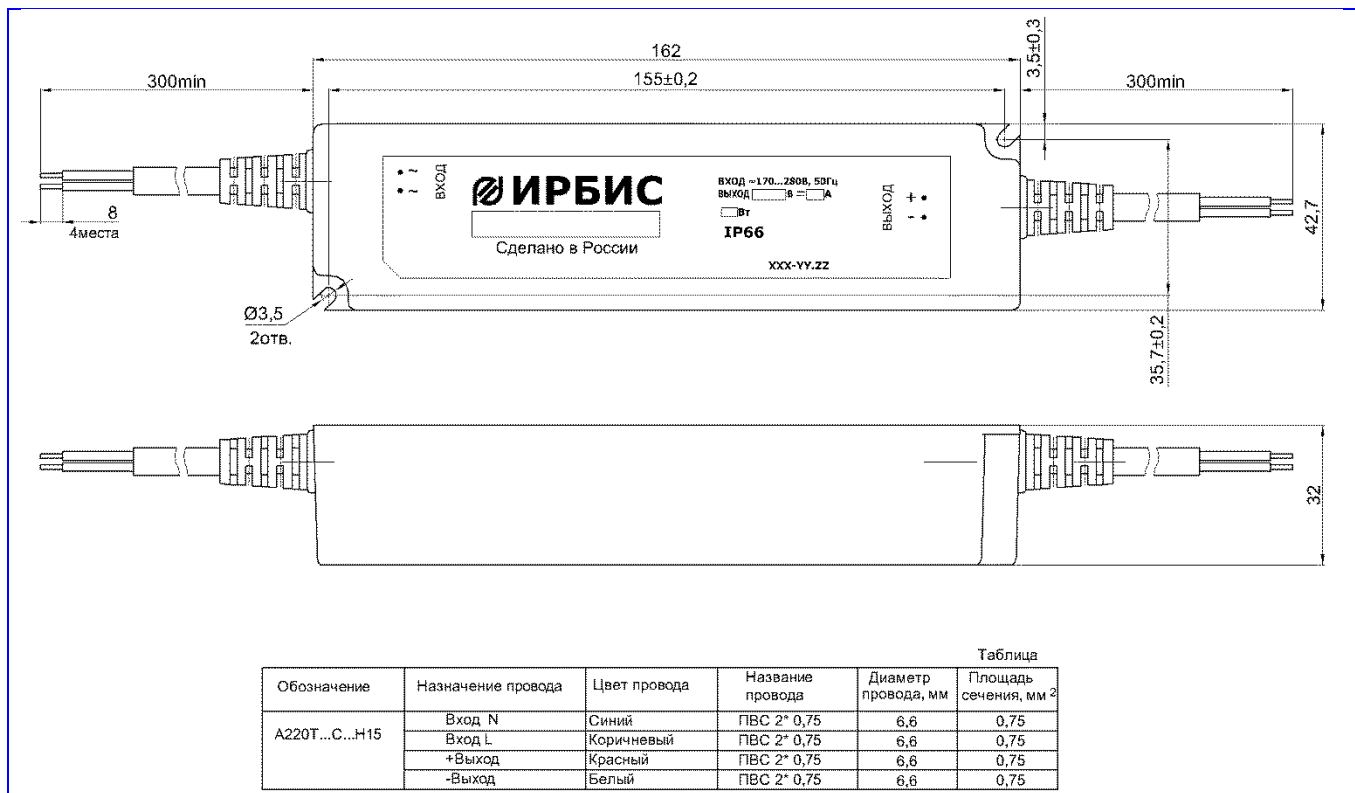 162
155±0,2
300min
3,5±0,3
300min
8
4места
~
~
ВХОД
ИРБИС
Сделано в России
ВХОД ~170...280В, 50Гц
ВЫХОД В = А
Вт
IP66
XXX-YY.ZZ
ВЫХОД
+
-
42,7
35,7±0,2
Ø3,5
2отв.
32
Таблица
Обозначение Назначение провода Цвет провода Название провода Диаметр провода, мм Площадь сечения, мм 2
А220Т...С...Н15 Вход N Синий ПВС 2* 0,75 6,6 0,75
Вход L Коричневый ПВС 2* 0,75 6,6 0,75
+Выход Красный ПВС 2* 0,75 6,6 0,75
-Выход Белый ПВС 2* 0,75 6,6 0,75